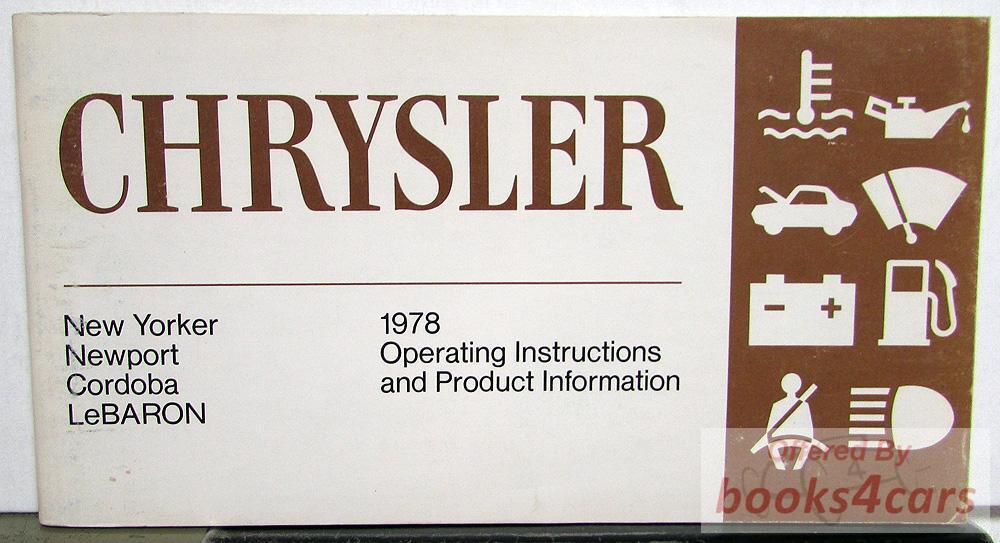 CHRYSLER
New Yorker
Newport
Cordoba
LeBARON
1978
Operating Instructions
and Product Information
Offered By
books4cars